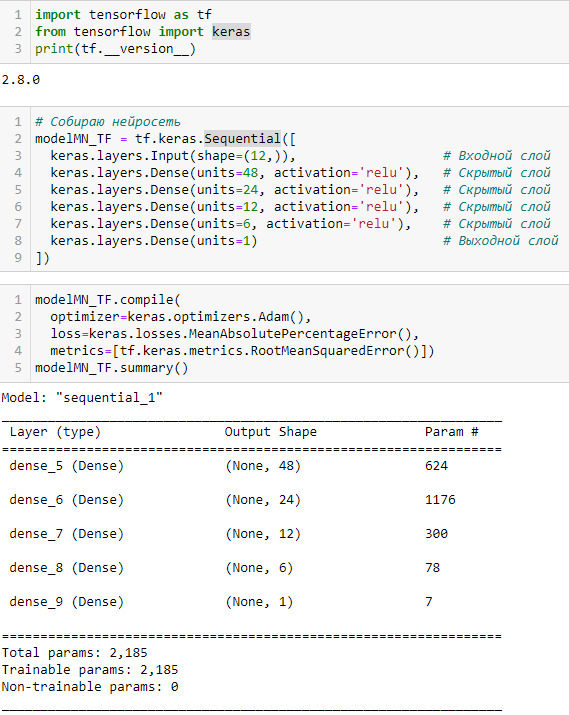 1 import tensorflow as tf
2 from tensorflow import keras
3 print(tf.__version__)
2.8.0
1 # Собираю нейросеть
2 modelMN_TF = tf.keras.Sequential([
3   keras.layers.Input(shape=(12,)),                   # Входной слой
4   keras.layers.Dense(units=48, activation='relu'),   # Скрытый слой
5   keras.layers.Dense(units=24, activation='relu'),   # Скрытый слой
6   keras.layers.Dense(units=12, activation='relu'),   # Скрытый слой
7   keras.layers.Dense(units=6, activation='relu'),    # Скрытый слой
8   keras.layers.Dense(units=1)                        # Выходной слой
9 ])
1 modelMN_TF.compile(
2   optimizer=keras.optimizers.Adam(),
3   loss=keras.losses.MeanAbsolutePercentageError(),
4   metrics=[tf.keras.metrics.RootMeanSquaredError()])
5 modelMN_TF.summary()
Model: "sequential_1"
_________________________________________________________________
 Layer (type)                Output Shape              Param #
=================================================================
 dense_5 (Dense)             (None, 48)                624
 dense_6 (Dense)             (None, 24)                1176
 dense_7 (Dense)             (None, 12)                300
 dense_8 (Dense)             (None, 6)                 78
 dense_9 (Dense)             (None, 1)                 7
=================================================================
Total params: 2,185
Trainable params: 2,185
Non-trainable params: 0
_________________________________________________________________